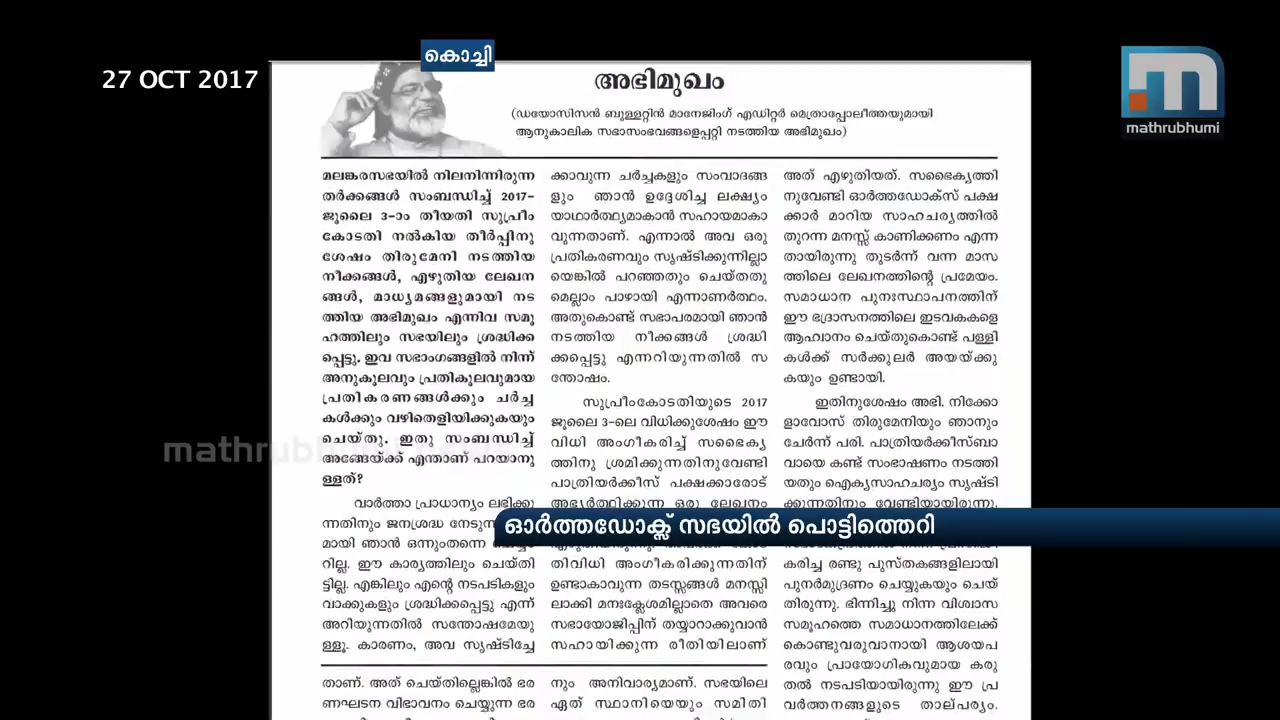 27 OCT 2017
കൊച്ചി
mathrubhumi
അഭിമുഖം
(ഡയോസിസൻ ബുള്ളറ്റിൻ മാനേജിംഗ് എഡിറ്റർ മെത്രാപ്പോലീത്തയുമായി
ആനുകാലിക സഭാസംഭവങ്ങളെപ്പറ്റി നടത്തിയ അഭിമുഖം)
മലങ്കരസഭയിൽ നിലനിന്നിരുന്ന
തർക്കങ്ങൾ സംബന്ധിച്ച് 2017-
ജൂലൈ 3-ാം തീയതി സുപ്രീം
കോടതി നൽകിയ തീർപ്പിനു
ശേഷം തിരുമേനി നടത്തിയ
നീക്കങ്ങൾ, എഴുതിയ ലേഖന
ങ്ങൾ, മാധ്യമങ്ങളുമായി നട
ത്തിയ അഭിമുഖം എന്നിവ സമൂ
ഹത്തിലും സഭയിലും ശ്രദ്ധിക്ക
പ്പെട്ടു. ഇവ സഭാംഗങ്ങളിൽ നിന്ന്
അനുകൂലവും പ്രതികൂലവുമായ
പ്രതികരണങ്ങൾക്കും ചർച്ച
കൾക്കും വഴിതെളിയിക്കുകയും
ചെയ്തു. ഇതു സംബന്ധിച്ച്
അങ്ങേയ്ക്ക് എന്താണ് പറയാനു
ള്ളത്?
വാർത്താ പ്രാധാന്യം ലഭിക്കു
ന്നതിനും ജനശ്രദ്ധ
മായി ഞാൻ ഒന്നുംതന്നെ
റില്ല. ഈ കാര്യത്തിലും ചെയ്തി
ട്ടില്ല. എങ്കിലും എന്റെ നടപടികളും
വാക്കുകളും ശ്രദ്ധിക്കപ്പെട്ടു എന്ന്
അറിയുന്നതിൽ സന്തോഷമേയു
ള്ളൂ. കാരണം, അവ സൃഷ്ടിച്ചേ
ക്കാവുന്ന ചർച്ചകളും സംവാദങ്ങ
ളും ഞാൻ ഉദ്ദേശിച്ച ലക്ഷ്യം
യാഥാർത്ഥ്യമാകാൻ സഹായമാകാ
വുന്നതാണ്. എന്നാൽ അവ ഒരു
പ്രതികരണവും സൃഷ്ടിക്കുന്നില്ലാ
യെങ്കിൽ പറഞ്ഞതും ചെയ്തതു
മെല്ലാം പാഴായി എന്നാണർത്ഥം.
അതുകൊണ്ട് സഭാപരമായി ഞാൻ
നടത്തിയ നീക്കങ്ങൾ ശ്രദ്ധി
ക്കപ്പെട്ടു എന്നറിയുന്നതിൽ സ
ന്തോഷം.
സുപ്രീംകോടതിയുടെ 2017
ജൂലൈ 3-ലെ വിധിക്കുശേഷം ഈ
വിധി അംഗീകരിച്ച് സഭൈക്യ
ത്തിനു ശ്രമിക്കുന്നതിനുവേണ്ടി
പാത്രിയർക്കീസ് പക്ഷക്കാരോട്
അഭ്യർത്ഥിക്കുന്ന ഒരു ലേഖനം
തിവിധി അംഗീകരിക്കുന്നതിന്
ഉണ്ടാകാവുന്ന തടസ്സങ്ങൾ മനസ്സി
ലാക്കി മനഃക്ലേശമില്ലാതെ അവരെ
സഭായോജിപ്പിന് തയ്യാറാക്കുവാൻ
സഹായിക്കുന്ന രീതിയിലാണ്
അത് എഴുതിയത്. സഭൈക്യത്തി
നുവേണ്ടി ഓർത്തഡോക്സ് പക്ഷ
ക്കാർ മാറിയ സാഹചര്യത്തിൽ
തുറന്ന മനസ്സ് കാണിക്കണം എന്ന
തായിരുന്നു തുടർന്ന് വന്ന മാസ
ത്തിലെ ലേഖനത്തിന്റെ പ്രമേയം.
സമാധാന പുനഃസ്ഥാപനത്തിന്
ഈ ഭദ്രാസനത്തിലെ ഇടവകകളെ
ആഹ്വാനം ചെയ്തുകൊണ്ട് പള്ളി
കൾക്ക് സർക്കുലർ അയയ്ക്കു
കയും ഉണ്ടായി.
ഇതിനുശേഷം അഭി. നിക്കോ
ളാവോസ് തിരുമേനിയും ഞാനും
ചേർന്ന് പരി. പാത്രിയർക്കീസ്ബാ
വായെ കണ്ട് സംഭാഷണം നടത്തി
യതും ഐക്യസാഹചര്യം സൃഷ്ടി
ക്കുന്നതിനും വേണ്ടിയായിരുന്നു.
കരിച്ച രണ്ടു പുസ്തകങ്ങളിലായി
പുനർമുദ്രണം ചെയ്യുകയും ചെയ്
തിരുന്നു. ഭിന്നിച്ചു നിന്ന വിശ്വാസ
സമൂഹത്തെ സമാധാനത്തിലേക്ക്
കൊണ്ടുവരുവാനായി ആശയപ
രവും പ്രായോഗികവുമായ കരു
തൽ നടപടിയായിരുന്നു ഈ പ്ര
വർത്തനങ്ങളുടെ താല്പര്യം.
താണ്. അത് ചെയ്തില്ലെങ്കിൽ ഭര
ണഘടന വിഭാവനം ചെയ്യുന്ന ഭര
നും അനിവാര്യമാണ്. സഭയിലെ
ഏത് സ്ഥാനിയെയും സമിതി
ഓർത്തഡോക്സ് സഭയിൽ പൊട്ടിത്തെറി